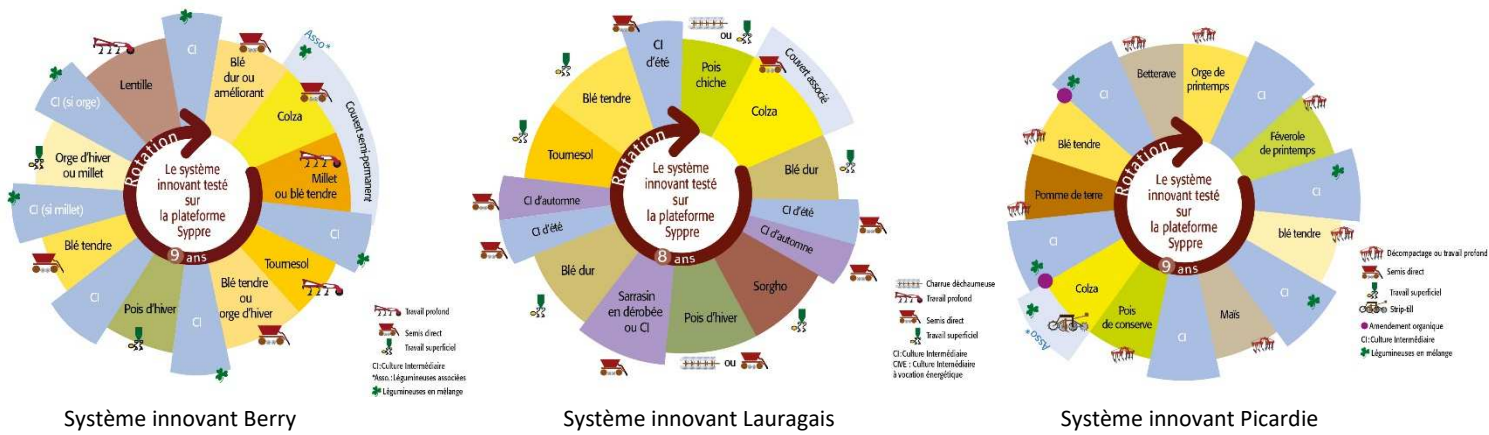 CI
Blé
dur ou
améliorant
Asso*
Colza
Couvert semi-permanent
Millet
ou blé tendre
CI
Tournesol
Blé tendre
ou
orge d'hiver
CI
Pois d'hiver
CI
Blé tendre
CI (si millet)
Orge d'hiver
ou millet
CI (si orge)
Lentille
Rotation
Le système
innovant testé
sur
la plateforme
Syppre
9 ans
Travail profond
Semis direct
Travail superficiel
CI:Culture Intermédiaire
*Asso.: Légumineuses associées
Légumineuses en mélange
Système innovant Berry
CI
d'été
ou
Pois
chiche
Couvert associé
Colza
Blé dur
CI d'été
CI d'automne
Sorgho
Pois d'hiver
ou
Sarrasin
en dérobée
ou CI
Blé dur
CI d'été
CI d'automne
Tournesol
Blé tendre
Rotation
Le système
innovant testé
sur
la plateforme
Syppre
8 ans
Charrue déchaumeuse
Travail profond
Semis direct
Travail superficiel
CI:Culture Intermédiaire
CIVE : Culture Intermédiaire
à vocation énergétique
Système innovant Lauragais
Betterave
Orge de
printemps
CI
Féverole
de printemps
CI
blé tendre
CI
Maïs
CI
Pois
de conserve
Colza
Asso*
CI
Pomme de terre
Blé tendre
CI
Rotation
Le système
innovant testé
sur
la plateforme
Syppre
9 ans
Décompactage ou travail profond
Semis direct
Travail superficiel
Strip-till
Amendement organique
CI:Culture Intermédiaire
Légumineuses en mélange
Système innovant Picardie